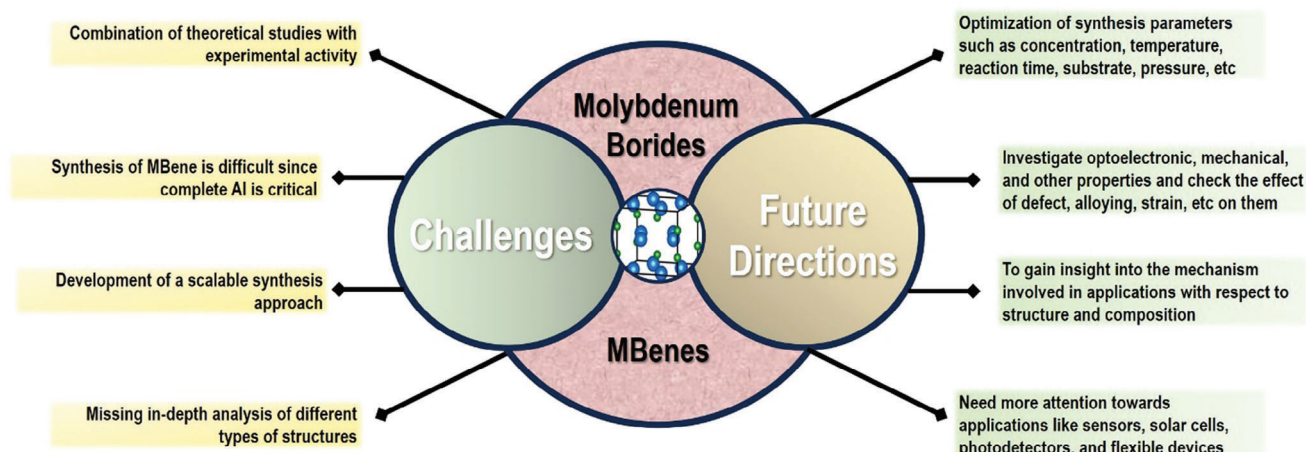 Combination of theoretical studies with
experimental activity
Synthesis of MBene is difficult since
complete Al is critical
Development of a scalable synthesis
approach
Missing in-depth analysis of different
types of structures
Molybdenum
Borides
Challenges
Future
Directions
MBenes
Optimization of synthesis parameters
such as concentration, temperature,
reaction time, substrate, pressure, etc
Investigate optoelectronic, mechanical,
and other properties and check the effect
of defect, alloying, strain, etc on them
To gain insight into the mechanism
involved in applications with respect to
structure and composition
Need more attention towards
applications like sensors, solar cells,
photodetectors, and flexible devices